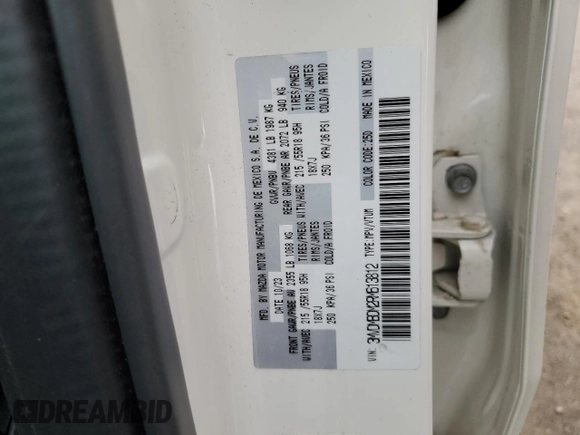 MFD. BY MAZDA MOTOR MANUFACTURING DE MEXICO S.A. DE C.V.
DATE: 10/23 GVWR/PNBV 4381 LB 1987 KG
FRONT GAWR/PNBE AV 2355 LB 1068 KG REAR GAWR/PNBE AR 2072 LB 940 KG
WITH/AVEC 215 /55R18 95H TIRES/PNEUS WITH/AVEC 215 /55R18 95H TIRES/PNEUS
18X7J RIMS/JANTES 18X7J RIMS/JANTES
250 KPA/36 PSI COLD/A FROID 250 KPA/36 PSI COLD/A FROID
VIN: TYPE: MPV/VTUM COLOR CODE: 25D MADE IN MEXICO
DREAMBID